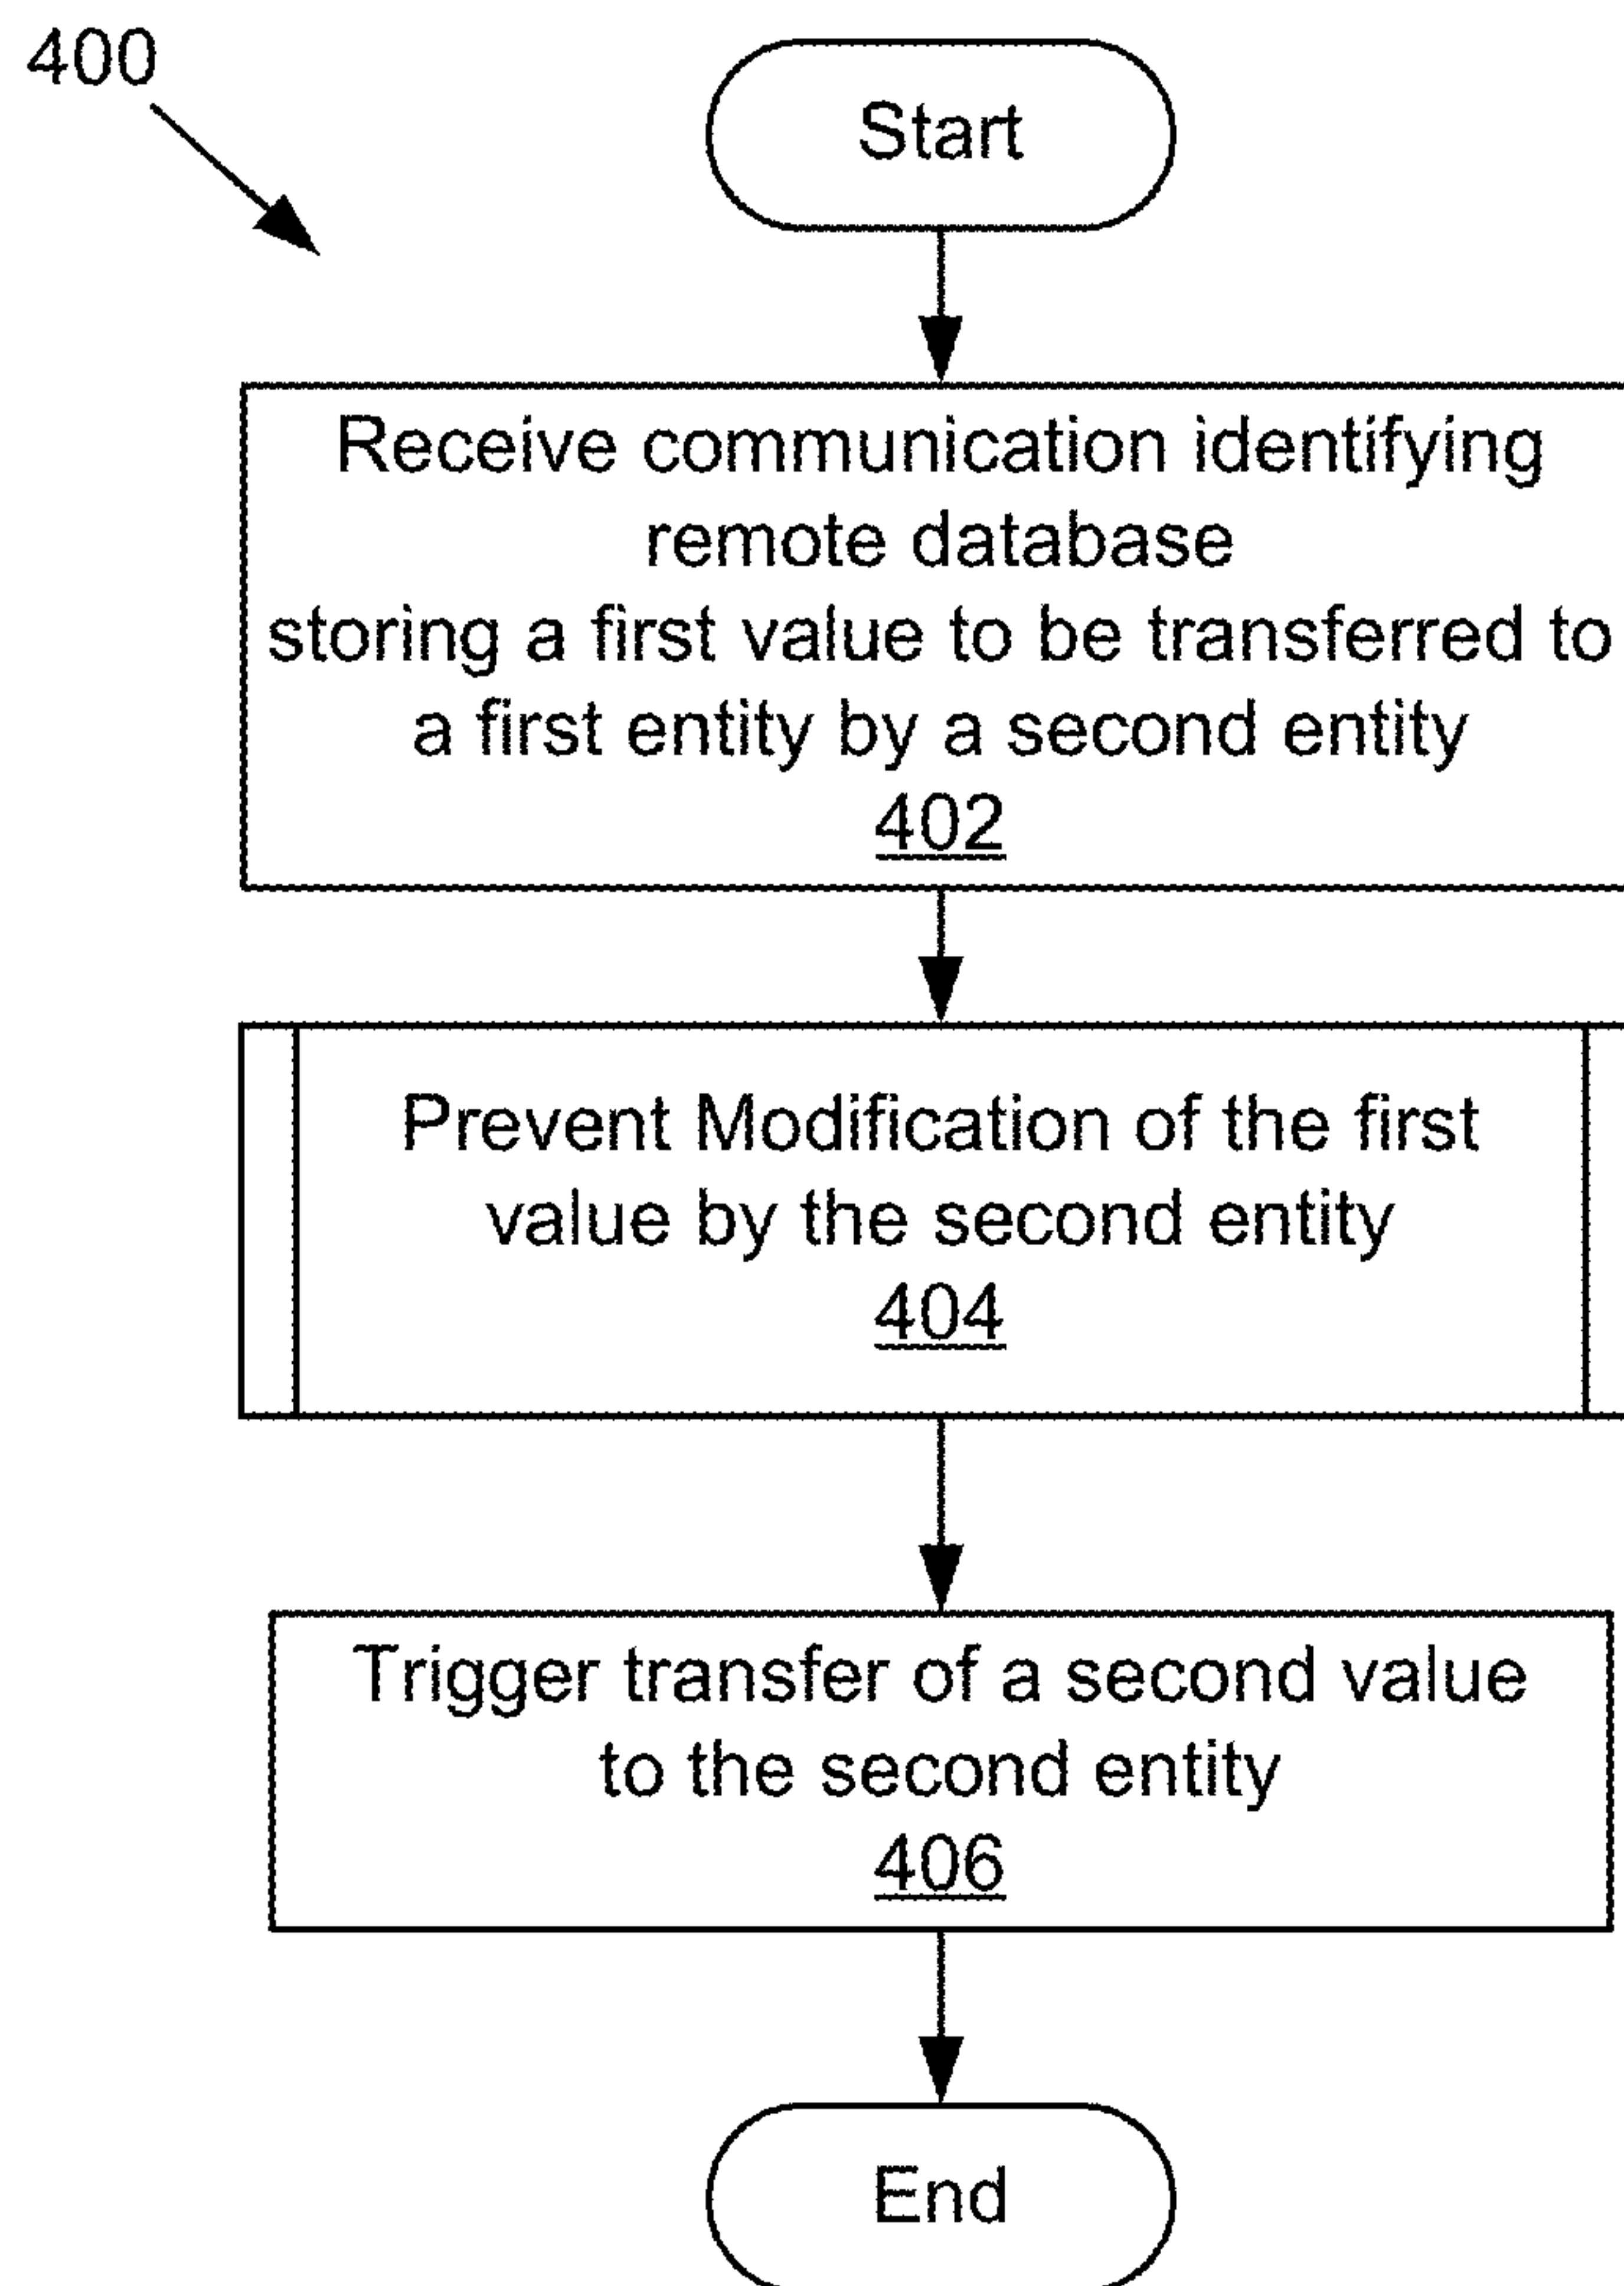 400
Start
Receive communication identifying
remote database
storing a first value to be transferred to
a first entity by a second entity
402
Prevent Modification of the first
value by the second entity
404
Trigger transfer of a second value
to the second entity
406
End